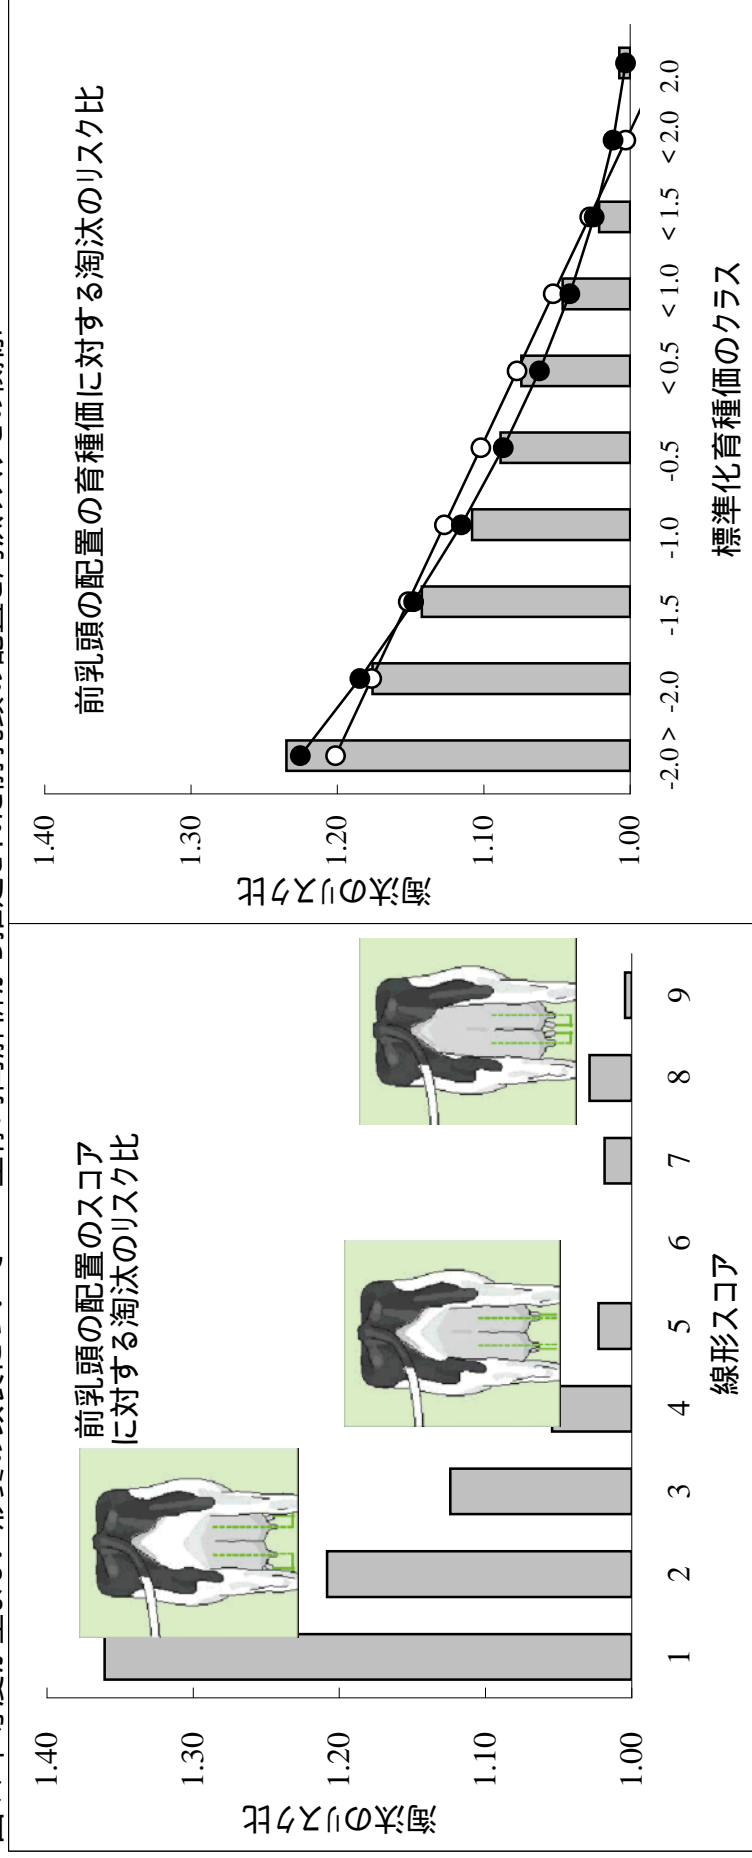 前乳頭の配置のスコア
に対する淘汰のリスク比
淘汰のリスク比
1.40
1.30
1.20
1.10
1.00
1 2 3 4 5 6 7 8 9
線形スコア
前乳頭の配置の育種価に対する淘汰のリスク比
淘汰のリスク比
1.40
1.30
1.20
1.10
1.00
-2.0 > -2.0 -1.5 -1.0 -0.5 < 0.5 < 1.0 < 1.5 < 2.0 2.0
標準化育種価のクラス